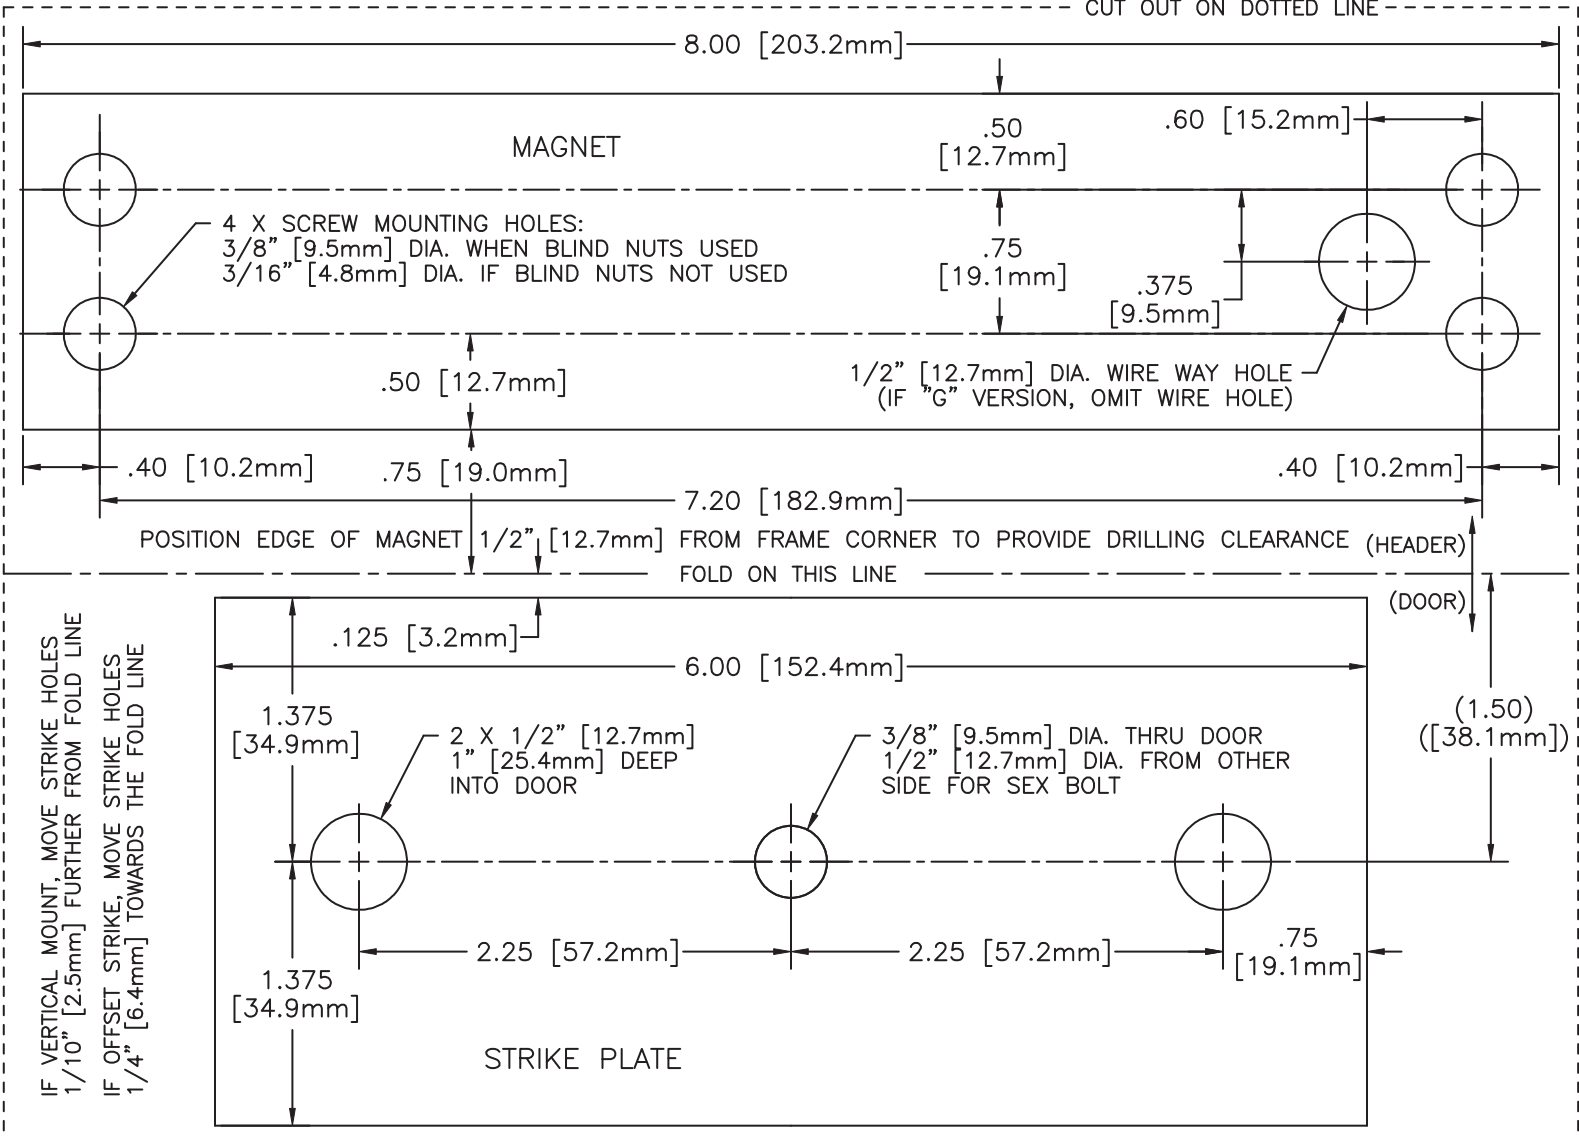 CUT OUT ON DOTTED LINE
8.00 [203.2mm]
MAGNET
.50
[12.7mm]
.60 [15.2mm]
4 X SCREW MOUNTING HOLES:
3/8” [9.5mm] DIA. WHEN BLIND NUTS USED
3/16” [4.8mm] DIA. IF BLIND NUTS NOT USED
.75
[19.1mm]
.375
[9.5mm]
.50 [12.7mm]
1/2” [12.7mm] DIA. WIRE WAY HOLE
(IF ”G” VERSION, OMIT WIRE HOLE)
.40 [10.2mm]
.75 [19.0mm]
.40 [10.2mm]
7.20 [182.9mm]
POSITION EDGE OF MAGNET 1/2” [12.7mm] FROM FRAME CORNER TO PROVIDE DRILLING CLEARANCE
(HEADER)
FOLD ON THIS LINE
(DOOR)
.125 [3.2mm]
6.00 [152.4mm]
1.375
[34.9mm]
2 X 1/2” [12.7mm]
1” [25.4mm] DEEP
INTO DOOR
3/8” [9.5mm] DIA. THRU DOOR
1/2” [12.7mm] DIA. FROM OTHER
SIDE FOR SEX BOLT
(1.50)
([38.1mm])
2.25 [57.2mm]
2.25 [57.2mm]
.75
[19.1mm]
1.375
[34.9mm]
STRIKE PLATE
IF VERTICAL MOUNT, MOVE STRIKE HOLES
1/10” [2.5mm] FURTHER FROM FOLD LINE
IF OFFSET STRIKE, MOVE STRIKE HOLES
1/4” [6.4mm] TOWARDS THE FOLD LINE